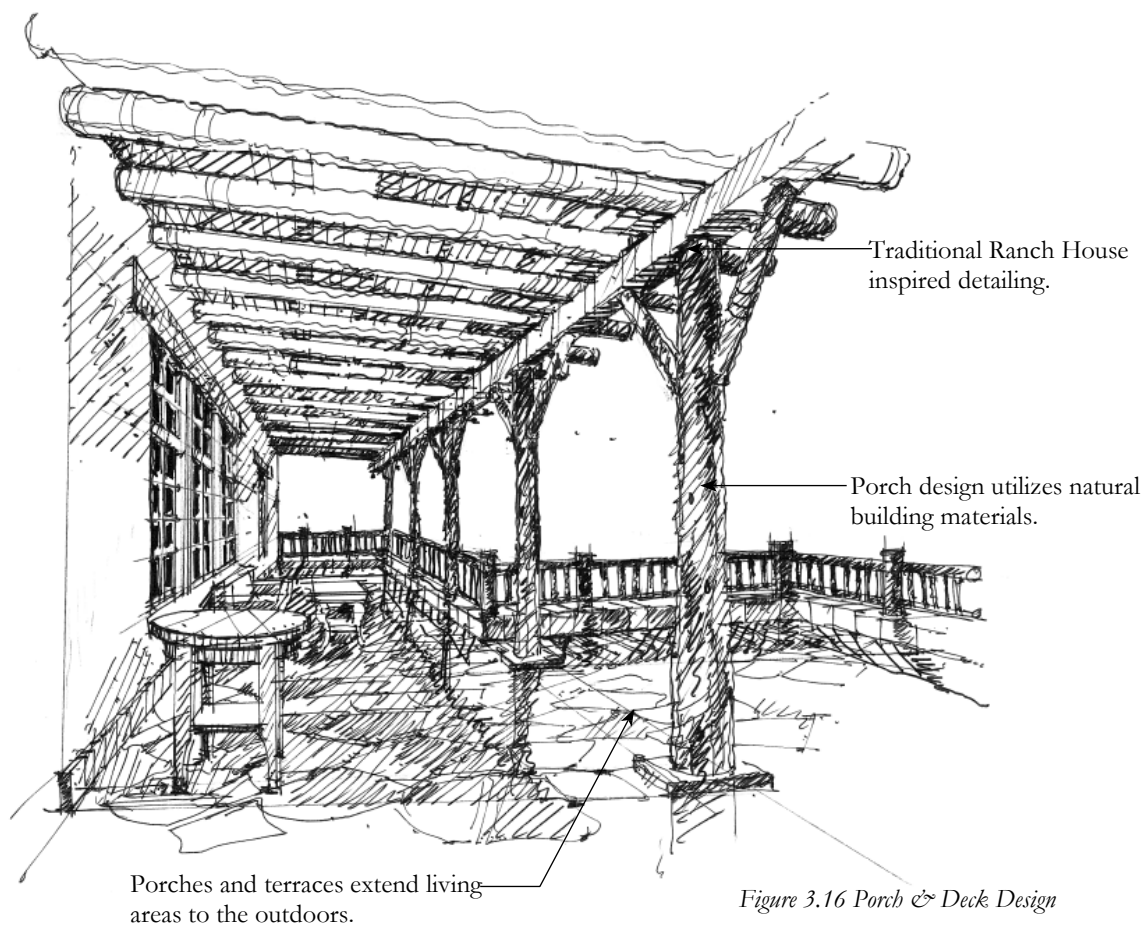 Traditional Ranch House
inspired detailing.
Porch design utilizes natural
building materials.
Porches and terraces extend living
areas to the outdoors.
Figure 3.16 Porch & Deck Design